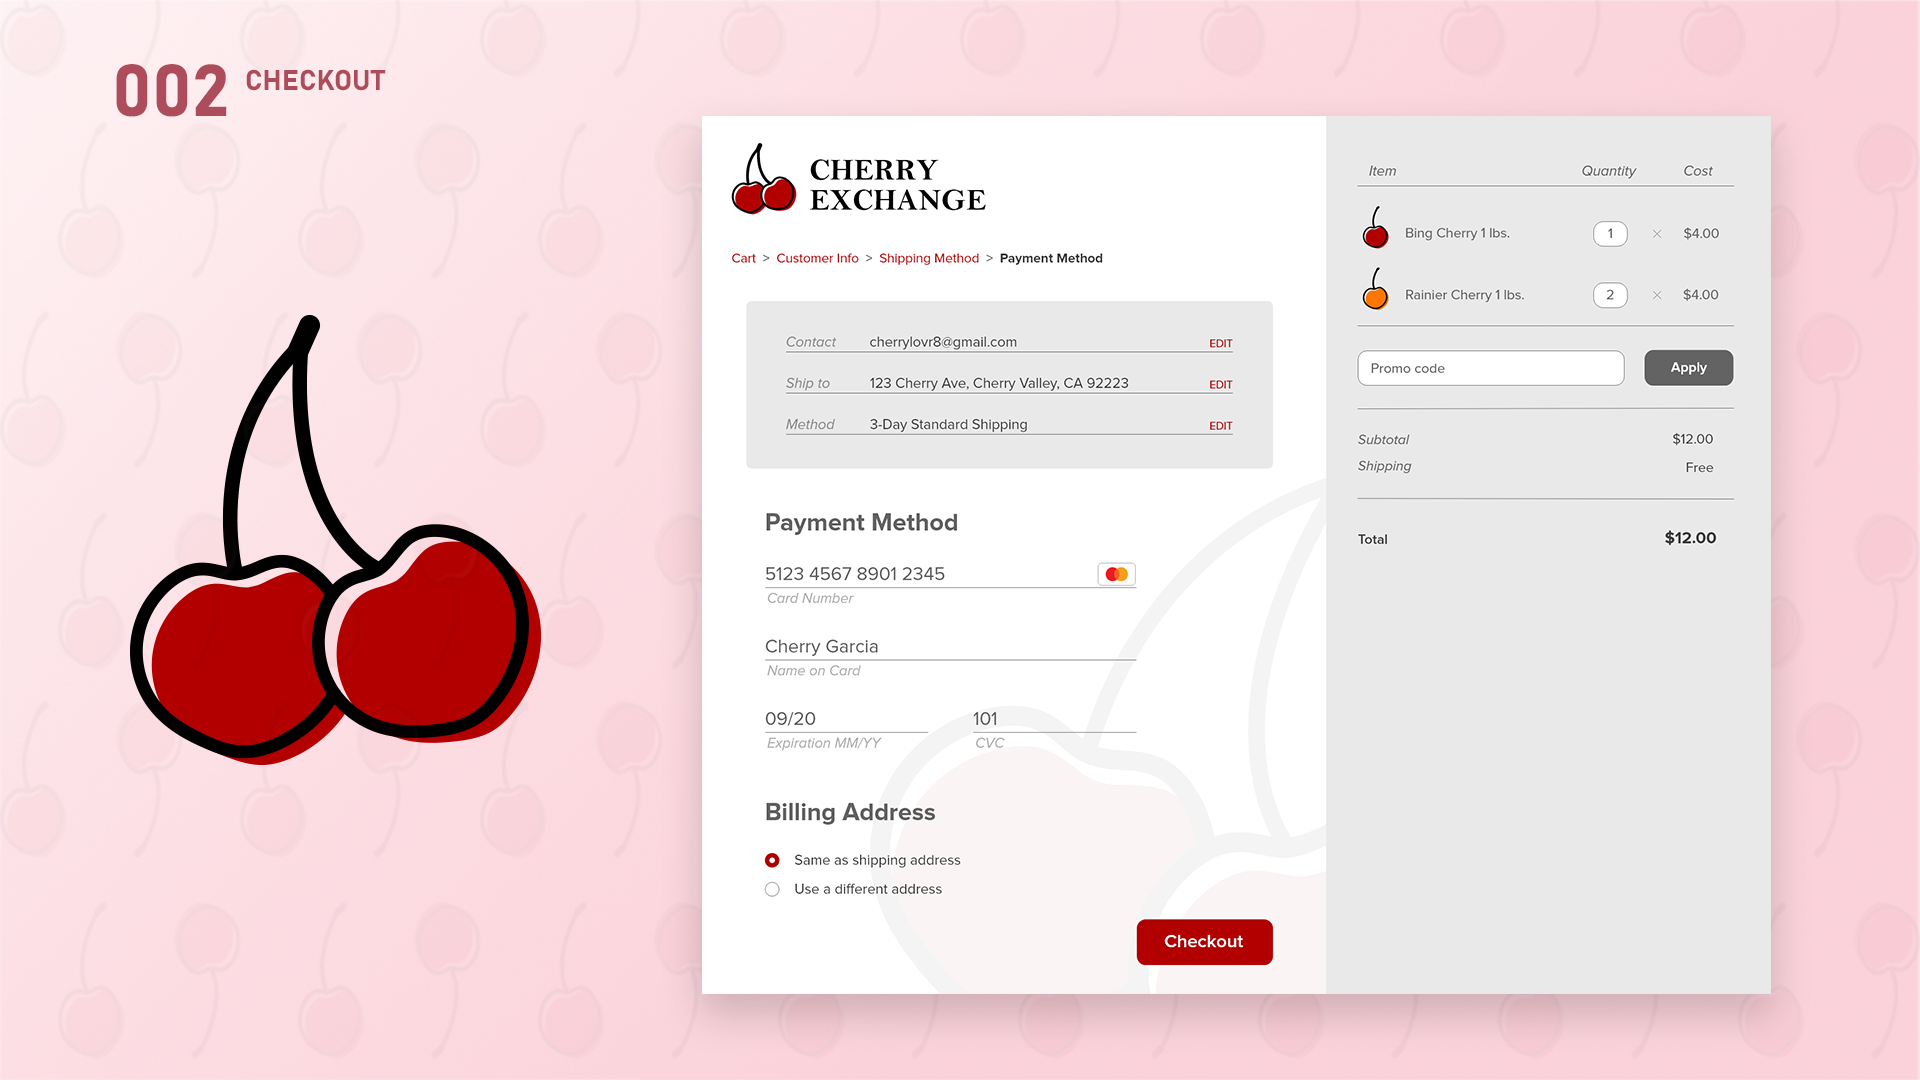 002 CHECKOUT
CHERRY
EXCHANGE
Cart > Customer Info > Shipping Method > Payment Method
Contact cherrylovr8@gmail.com EDIT
Ship to 123 Cherry Ave, Cherry Valley, CA 92223 EDIT
Method 3-Day Standard Shipping EDIT
Payment Method
5123 4567 8901 2345
Card Number
Cherry Garcia
Name on Card
09/20 101
Expiration MM/YY CVC
Billing Address
Same as shipping address
Use a different address
Checkout
Item Quantity Cost
Bing Cherry 1 lbs. 1 × $4.00
Rainier Cherry 1 lbs. 2 × $4.00
Promo code Apply
Subtotal $12.00
Shipping Free
Total $12.00